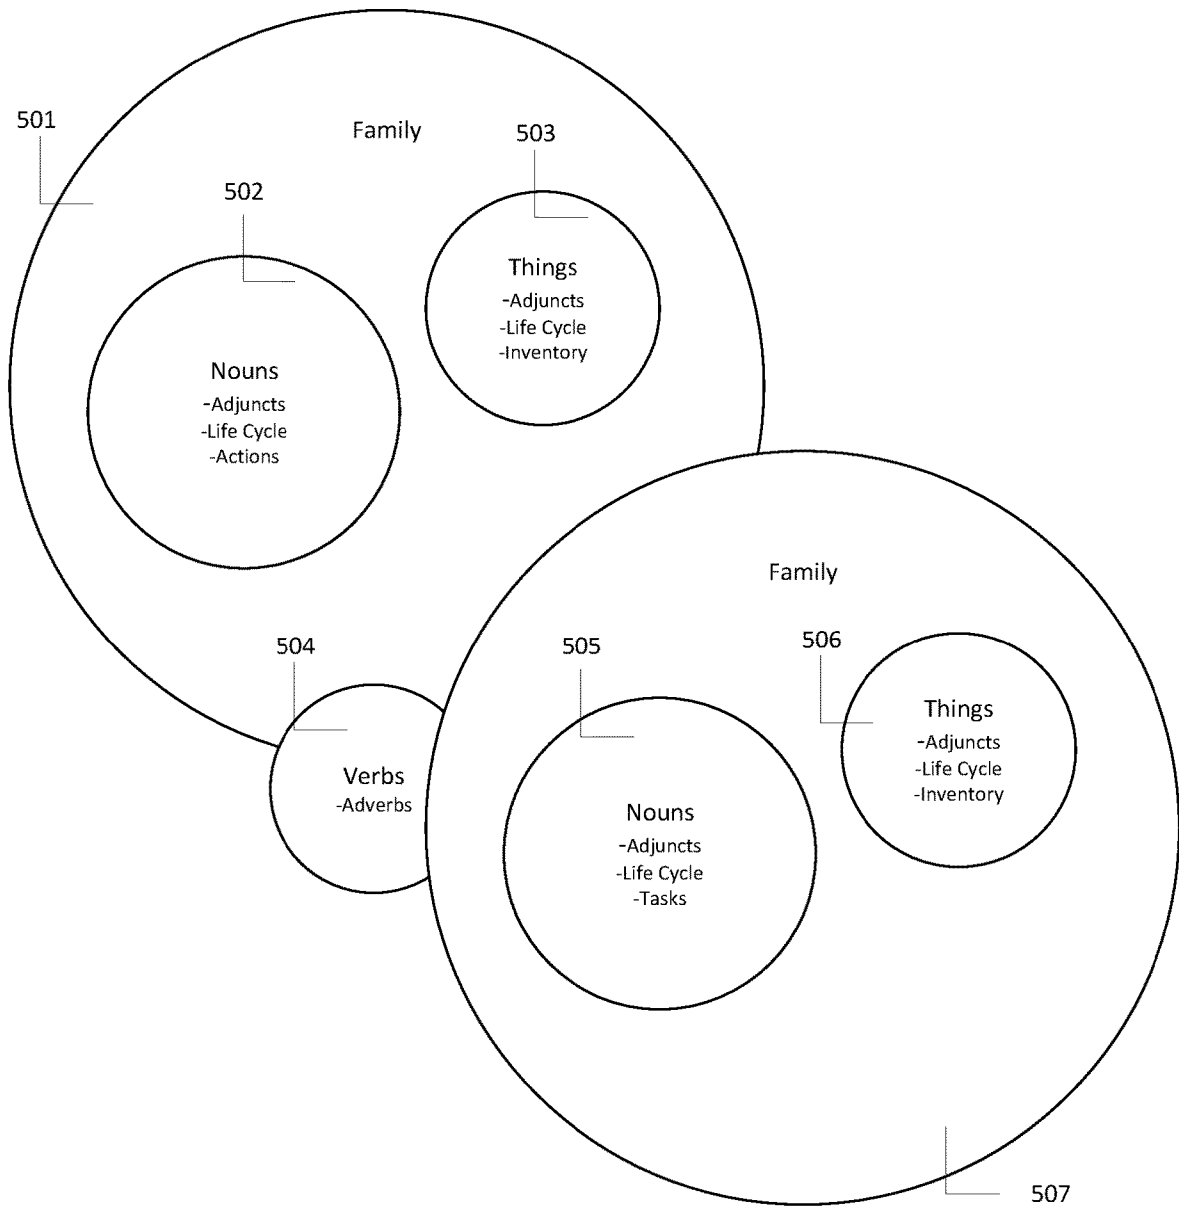 501
Family
503
502
Things
-Adjuncts
-Life Cycle
-Inventory
Nouns
-Adjuncts
-Life Cycle
-Actions
Family
504
505
506
Things
-Adjuncts
-Life Cycle
-Inventory
Verbs
-Adverbs
Nouns
-Adjuncts
-Life Cycle
-Tasks
507